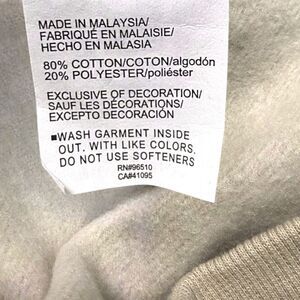 MADE IN MALAYSIA/
FABRIQUÉ EN MALAISIE/
HECHO EN MALASIA
80% COTTON/COTON/algodón
20% POLYESTER/poliéster
EXCLUSIVE OF DECORATION/
SAUF LES DÉCORATIONS/
EXCEPTO DECORACIÓN
■WASH GARMENT INSIDE
OUT. WITH LIKE COLORS.
DO NOT USE SOFTENERS
RN#96510
CA#41095